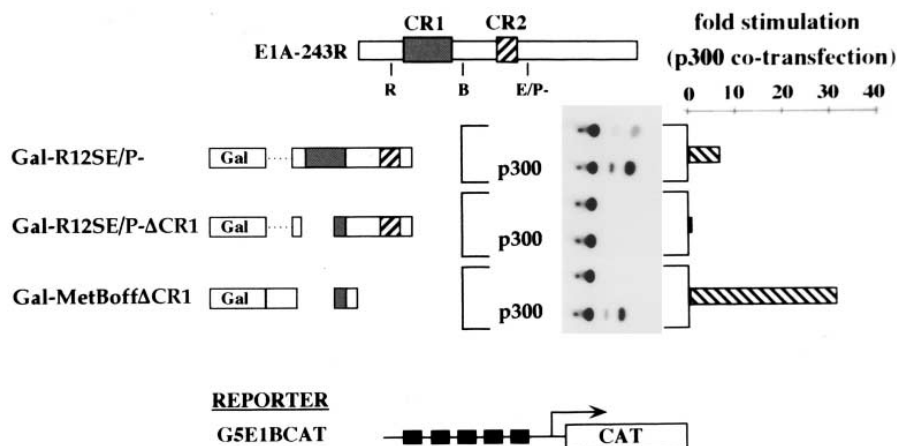 CR1 CR2 fold stimulation
E1A-243R (p300 co-transfection)
R B E/P- 0 10 20 30 40
Gal-R12SE/P- Gal p300
Gal-R12SE/P-ΔCR1 Gal p300
Gal-MetBoffΔCR1 Gal p300
REPORTER
G5E1BCAT CAT